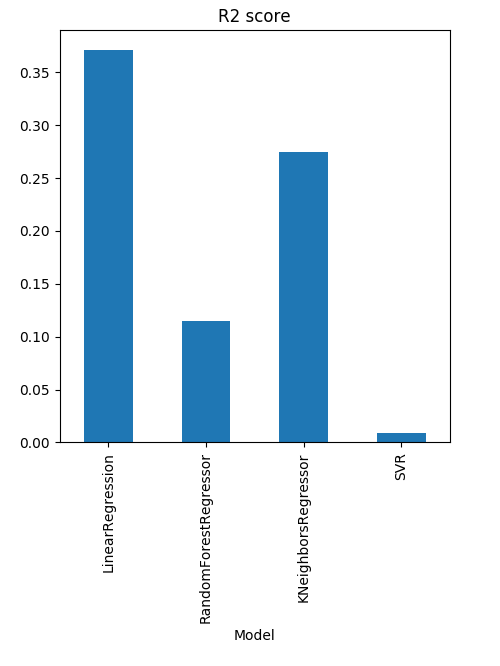 R2 score
0.35
0.30
0.25
0.20
0.15
0.10
0.05
0.00
LinearRegression
RandomForestRegressor
KNeighborsRegressor
SVR
Model